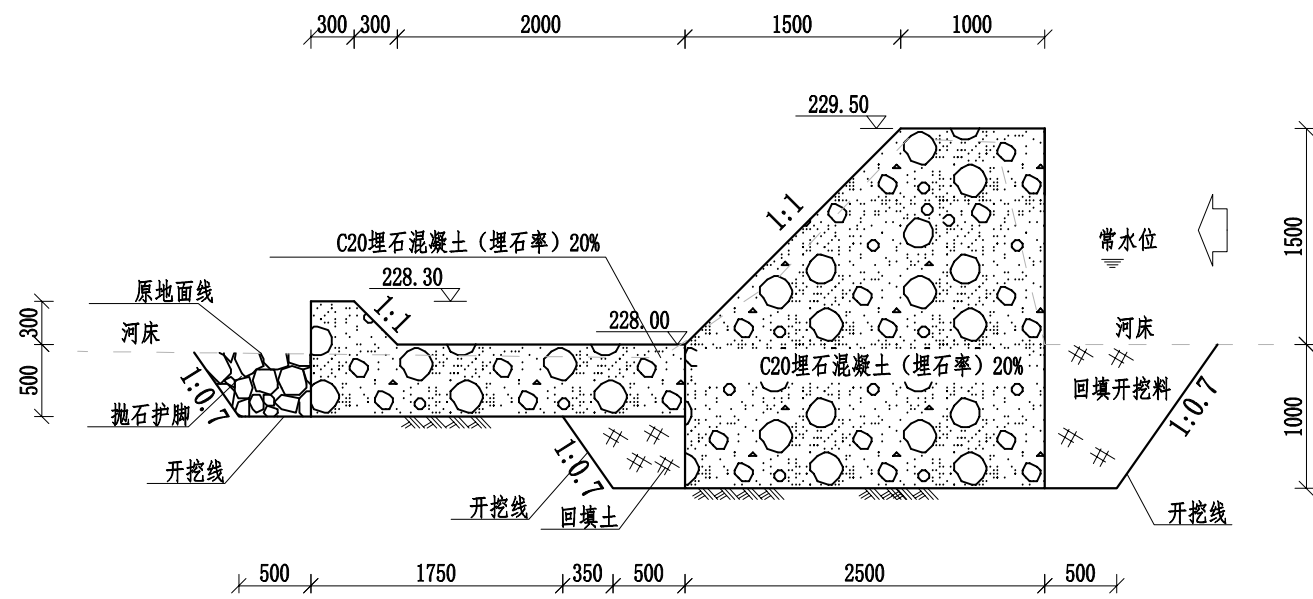 300 300 2000 1500 1000
229.50
1:1
C20埋石混凝土（埋石率）20%
常水位
1500
原地面线
228.30
1:1
228.00
河床
河床
300
500
C20埋石混凝土（埋石率）20%
1:0.7
回填开挖料
1:0.7
抛石护脚
1000
开挖线
1:0.7
开挖线
回填土
开挖线
500 1750 350 500 2500 500